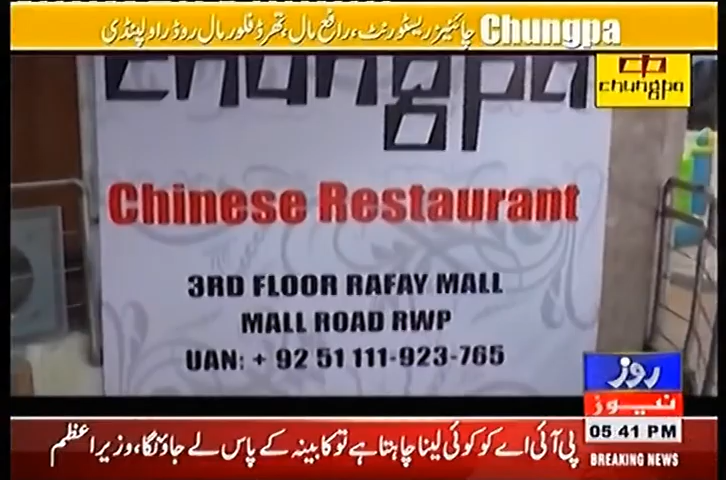 Chungpa چائنیز ریسٹورنٹ، رافع مال، تھرڈ فلور مال روڈ راولپنڈی
chungpa
chungpa
Chinese Restaurant
3RD FLOOR RAFAY MALL
MALL ROAD RWP
UAN: + 92 51 111-923-765
روز
نیوز
05:41 PM
BREAKING NEWS
پی آئی اے کو کوئی لینا چاہتا ہے تو کابینہ کے پاس لے جاؤنگا، وزیراعظم